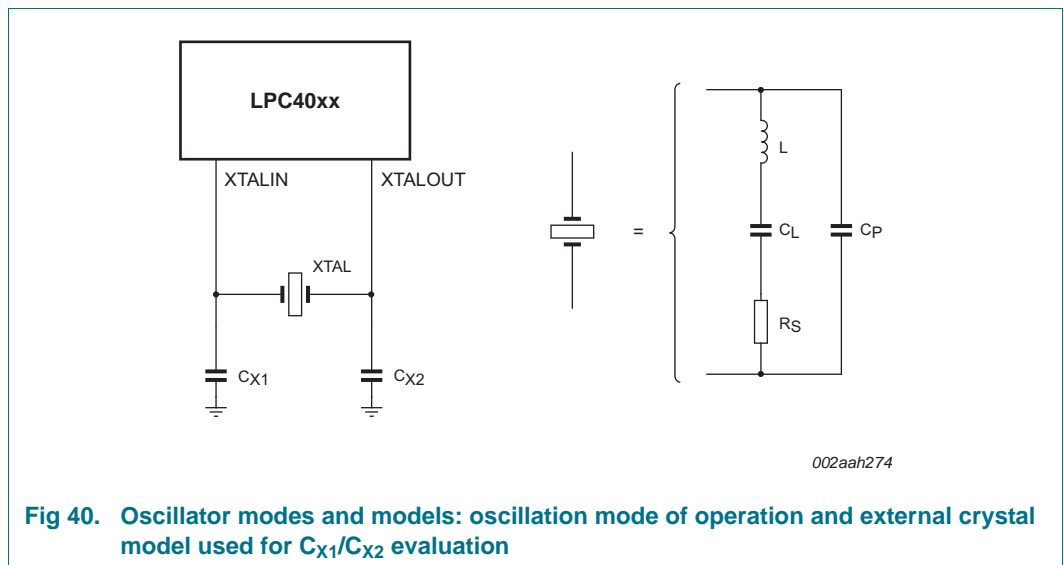 LPC40xx
XTALIN
XTALOUT
XTAL
CX1
CX2
=
L
CL
CP
RS
002aah274
Fig 40. Oscillator modes and models: oscillation mode of operation and external crystal
model used for CX1/CX2 evaluation